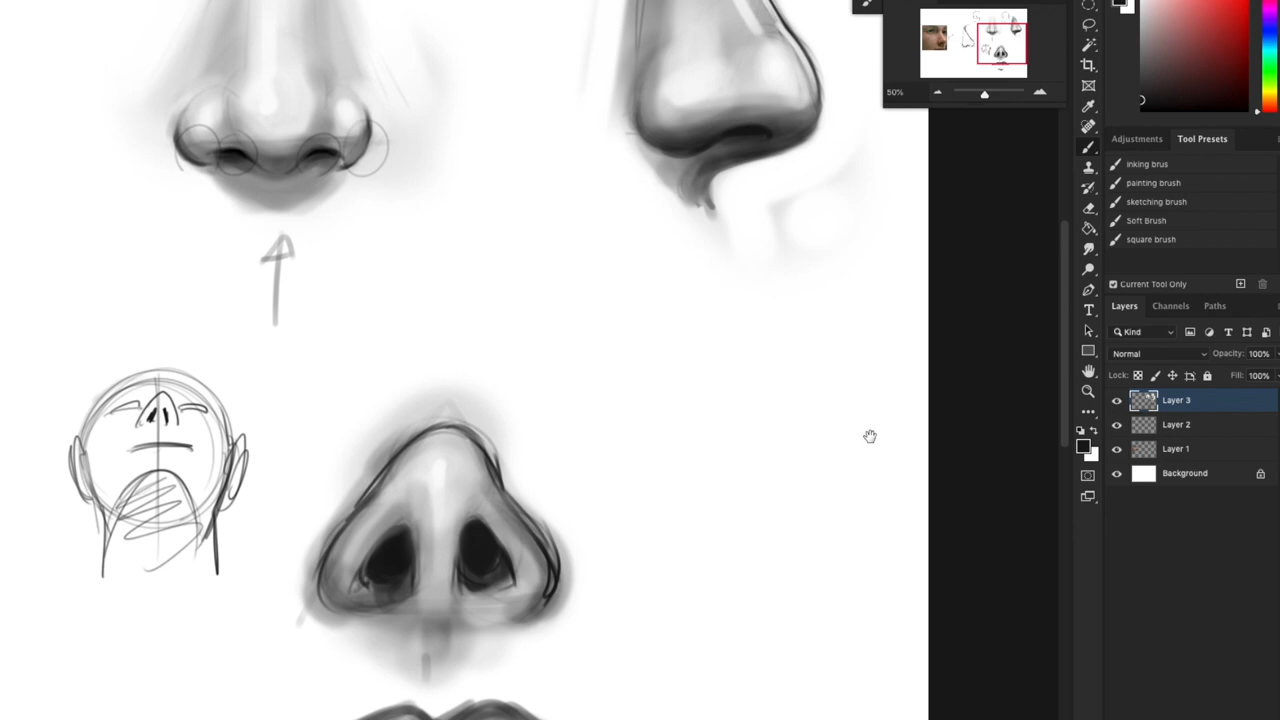 50%
Adjustments Tool Presets
inking brus
painting brush
sketching brush
Soft Brush
square brush
Current Tool Only
Layers Channels Paths
Kind
Normal Opacity: 100%
Lock: Fill: 100%
Layer 3
Layer 2
Layer 1
Background